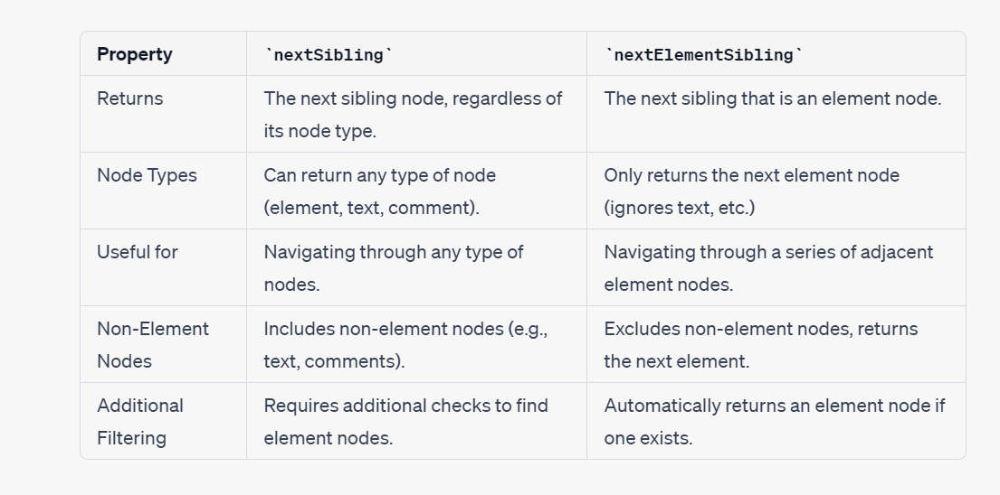 Property `nextSibling` `nextElementSibling`
Returns The next sibling node, regardless of The next sibling that is an element node.
its node type.
Node Types Can return any type of node Only returns the next element node
(element, text, comment). (ignores text, etc.)
Useful for Navigating through any type of Navigating through a series of adjacent
nodes. element nodes.
Non-Element Includes non-element nodes (e.g., Excludes non-element nodes, returns
Nodes text, comments). the next element.
Additional Requires additional checks to find Automatically returns an element node if
Filtering element nodes. one exists.